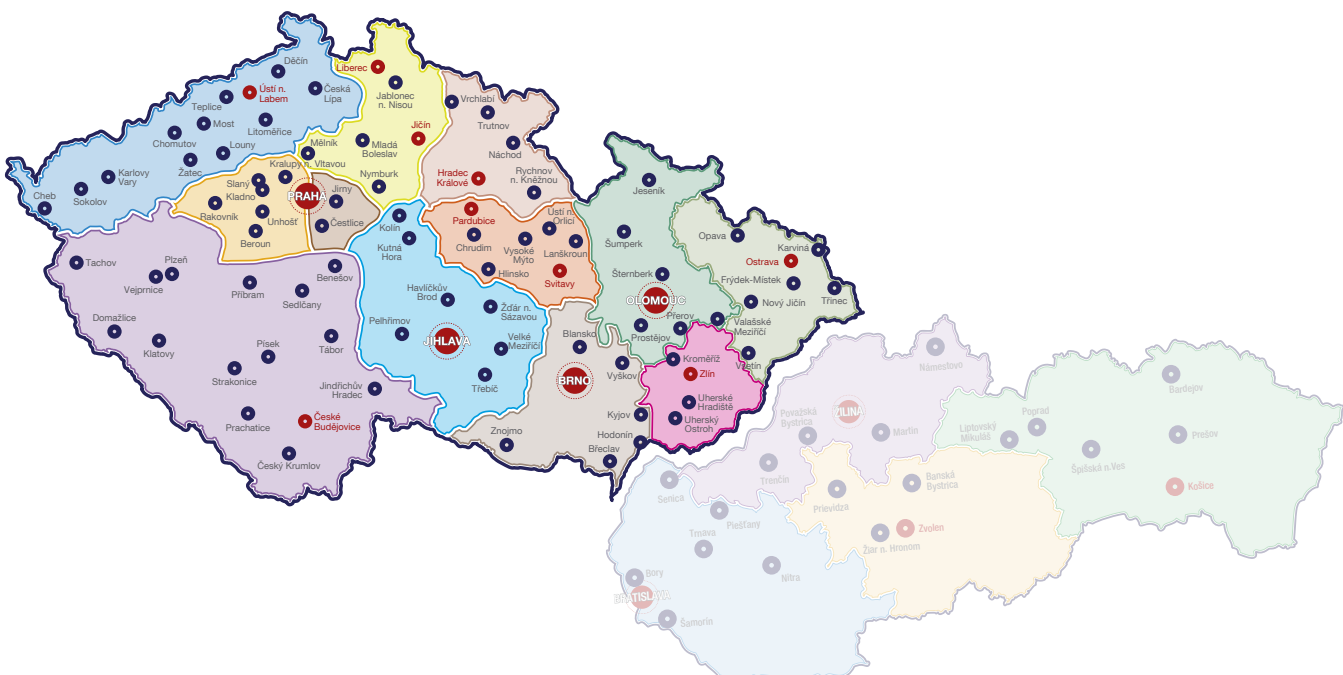 Děčín
Liberec
Ústí n.
Labem
Česká
Lípa
Jablonec
n. Nisou
Teplice
Vrchlabí
Most
Litoměřice
Trutnov
Jičín
Chomutov
Louny
Mělník
Mladá
Boleslav
Náchod
Žatec
Kralupy n. Vltavou
Karlovy
Vary
Slaný
Kladno
Nymburk
Hradec
Králové
Rychnov
n. Kněžnou
Jeseník
Sokolov
Cheb
PRAHA
Jirny
Rakovník
Unhošť
Čestlice
Beroun
Kolín
Pardubice
Ústí n.
Orlicí
Kutná
Hora
Chrudim
Vysoké
Mýto
Lanškroun
Šumperk
Opava
Karviná
Tachov
Plzeň
Vejprnice
Benešov
Příbram
Sedlčany
Hlinsko
Svitavy
Šternberk
Ostrava
Frýdek-Místek
Třinec
Nový Jičín
Havlíčkův
Brod
Žďár n.
Sázavou
OLOMOUC
Přerov
Prostějov
Valašské
Meziříčí
Domažlice
Klatovy
Písek
Tábor
Pelhřimov
JIHLAVA
Velké
Meziříčí
Blansko
Vyškov
Kroměříž
Vsetín
Strakonice
Jindřichův
Hradec
Třebíč
BRNO
Zlín
Uherské
Hradiště
Uherský
Ostroh
Prachatice
České
Budějovice
Český Krumlov
Znojmo
Kyjov
Hodonín
Břeclav
Námestovo
Bardejov
Považská
Bystrica
ŽILINA
Martin
Poprad
Liptovský
Mikuláš
Prešov
Špišská n.Ves
Košice
Trenčín
Senica
Prievidza
Banská
Bystrica
Piešťany
Trnava
Zvolen
Žiar n. Hronom
Nitra
Bory
BRATISLAVA
Šamorín